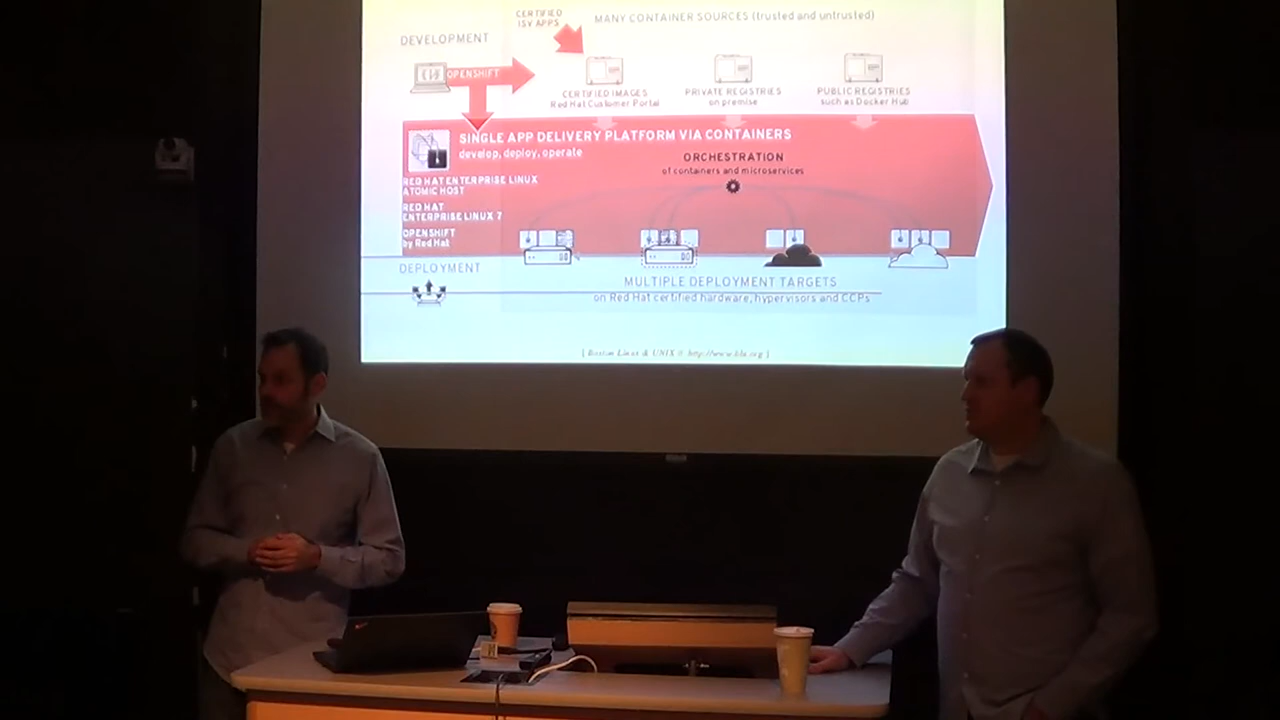 CERTIFIED
ISV APPS
MANY CONTAINER SOURCES (trusted and untrusted)
DEVELOPMENT
OPENSHIFT
CERTIFIED IMAGES
Red Hat Customer Portal
PRIVATE REGISTRIES
on premise
PUBLIC REGISTRIES
such as Docker Hub
SINGLE APP DELIVERY PLATFORM VIA CONTAINERS
develop, deploy, operate
ORCHESTRATION
of containers and microservices
RED HAT ENTERPRISE LINUX
ATOMIC HOST
RED HAT
ENTERPRISE LINUX 7
OPENSHIFT
by Red Hat
DEPLOYMENT
MULTIPLE DEPLOYMENT TARGETS
on Red Hat certified hardware, hypervisors and CCPs
[ Boston Linux & UNIX :: http://www.blu.org ]